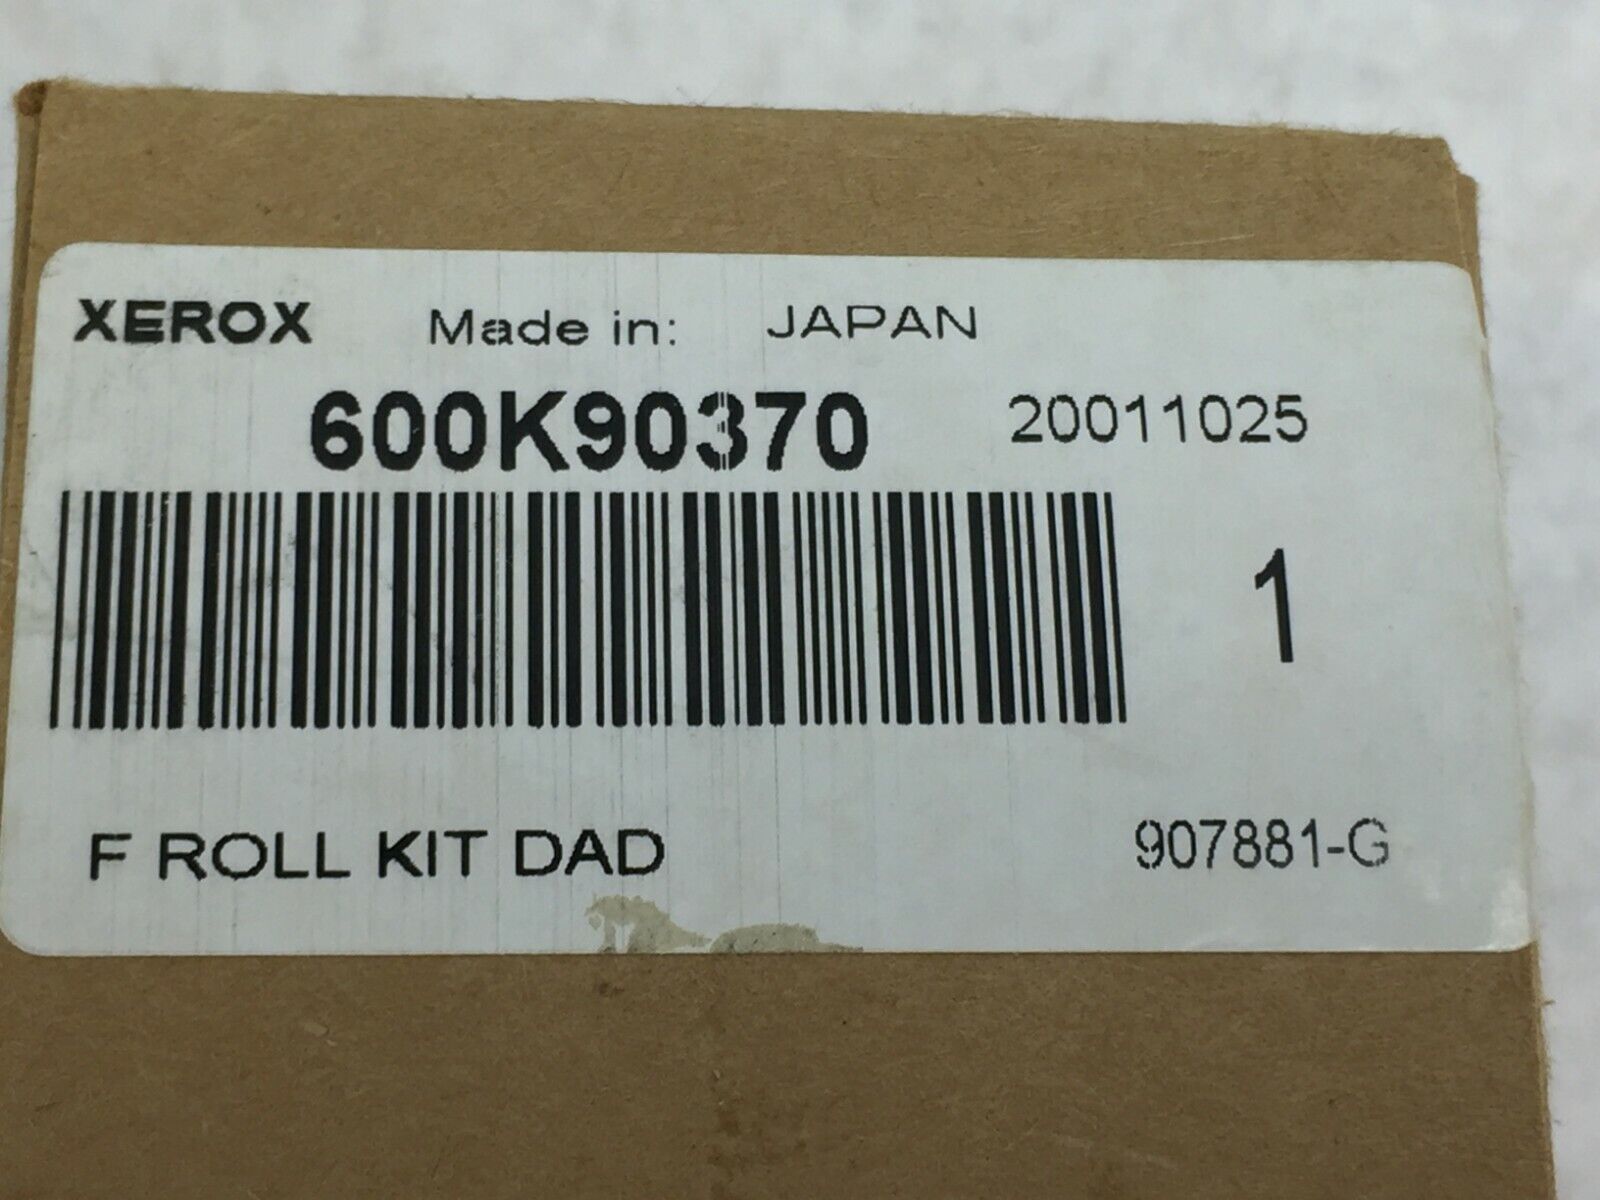 XEROX Made in: JAPAN
600K90370 20011025
1
F ROLL KIT DAD 907881-G